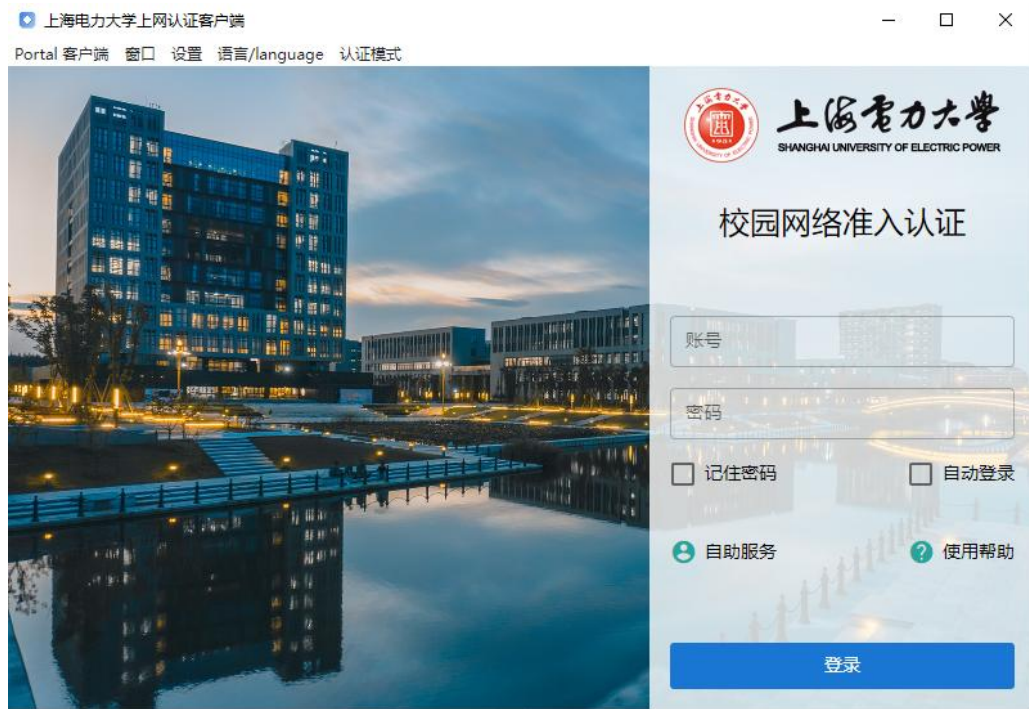 上海电力大学上网认证客户端
Portal 客户端 窗口 设置 语言/language 认证模式
上海電力大學
SHANGHAI UNIVERSITY OF ELECTRIC POWER
校园网络准入认证
账号
密码
记住密码 自动登录
自助服务 使用帮助
登录